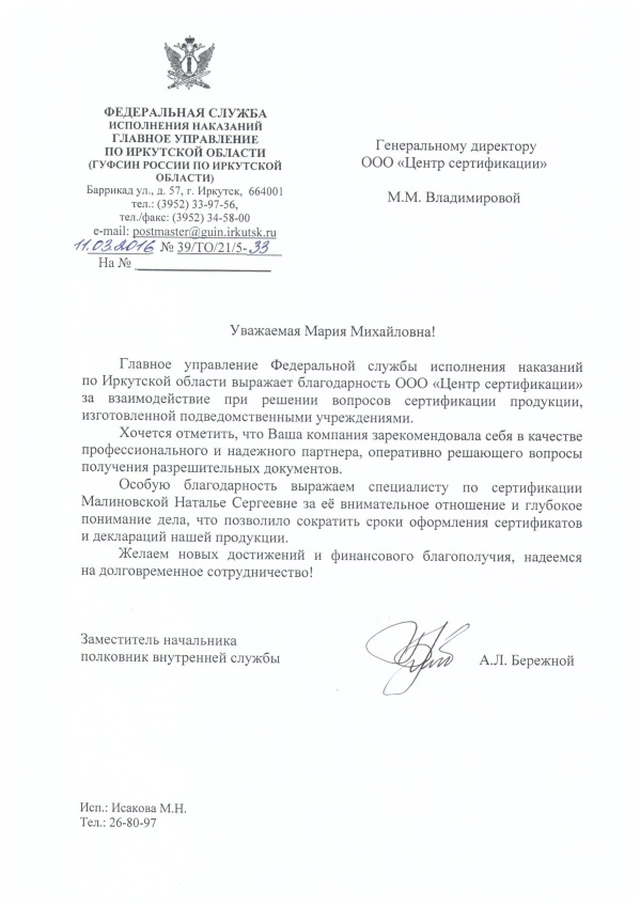 ФЕДЕРАЛЬНАЯ СЛУЖБА
ИСПОЛНЕНИЯ НАКАЗАНИЙ
ГЛАВНОЕ УПРАВЛЕНИЕ
ПО ИРКУТСКОЙ ОБЛАСТИ
(ГУФСИН РОССИИ ПО ИРКУТСКОЙ
ОБЛАСТИ)
Баррикад ул., д. 57, г. Иркутск, 664001
тел.: (3952) 33-97-56,
тел./факс: (3952) 34-58-00
e-mail: postmaster@guin.irkutsk.ru
11.03.2016 № 39/ТО/21/5-33
На №
Генеральному директору
ООО «Центр сертификации»
М.М. Владимировой
Уважаемая Мария Михайловна!
Главное управление Федеральной службы исполнения наказаний
по Иркутской области выражает благодарность ООО «Центр сертификации»
за взаимодействие при решении вопросов сертификации продукции,
изготовленной подведомственными учреждениями.
Хочется отметить, что Ваша компания зарекомендовала себя в качестве
профессионального и надежного партнера, оперативно решающего вопросы
получения разрешительных документов.
Особую благодарность выражаем специалисту по сертификации
Малиновской Наталье Сергеевне за её внимательное отношение и глубокое
понимание дела, что позволило сократить сроки оформления сертификатов
и деклараций нашей продукции.
Желаем новых достижений и финансового благополучия, надеемся
на долговременное сотрудничество!
Заместитель начальника
полковник внутренней службы
А.Л. Бережной
Исп.: Исакова М.Н.
Тел.: 26-80-97